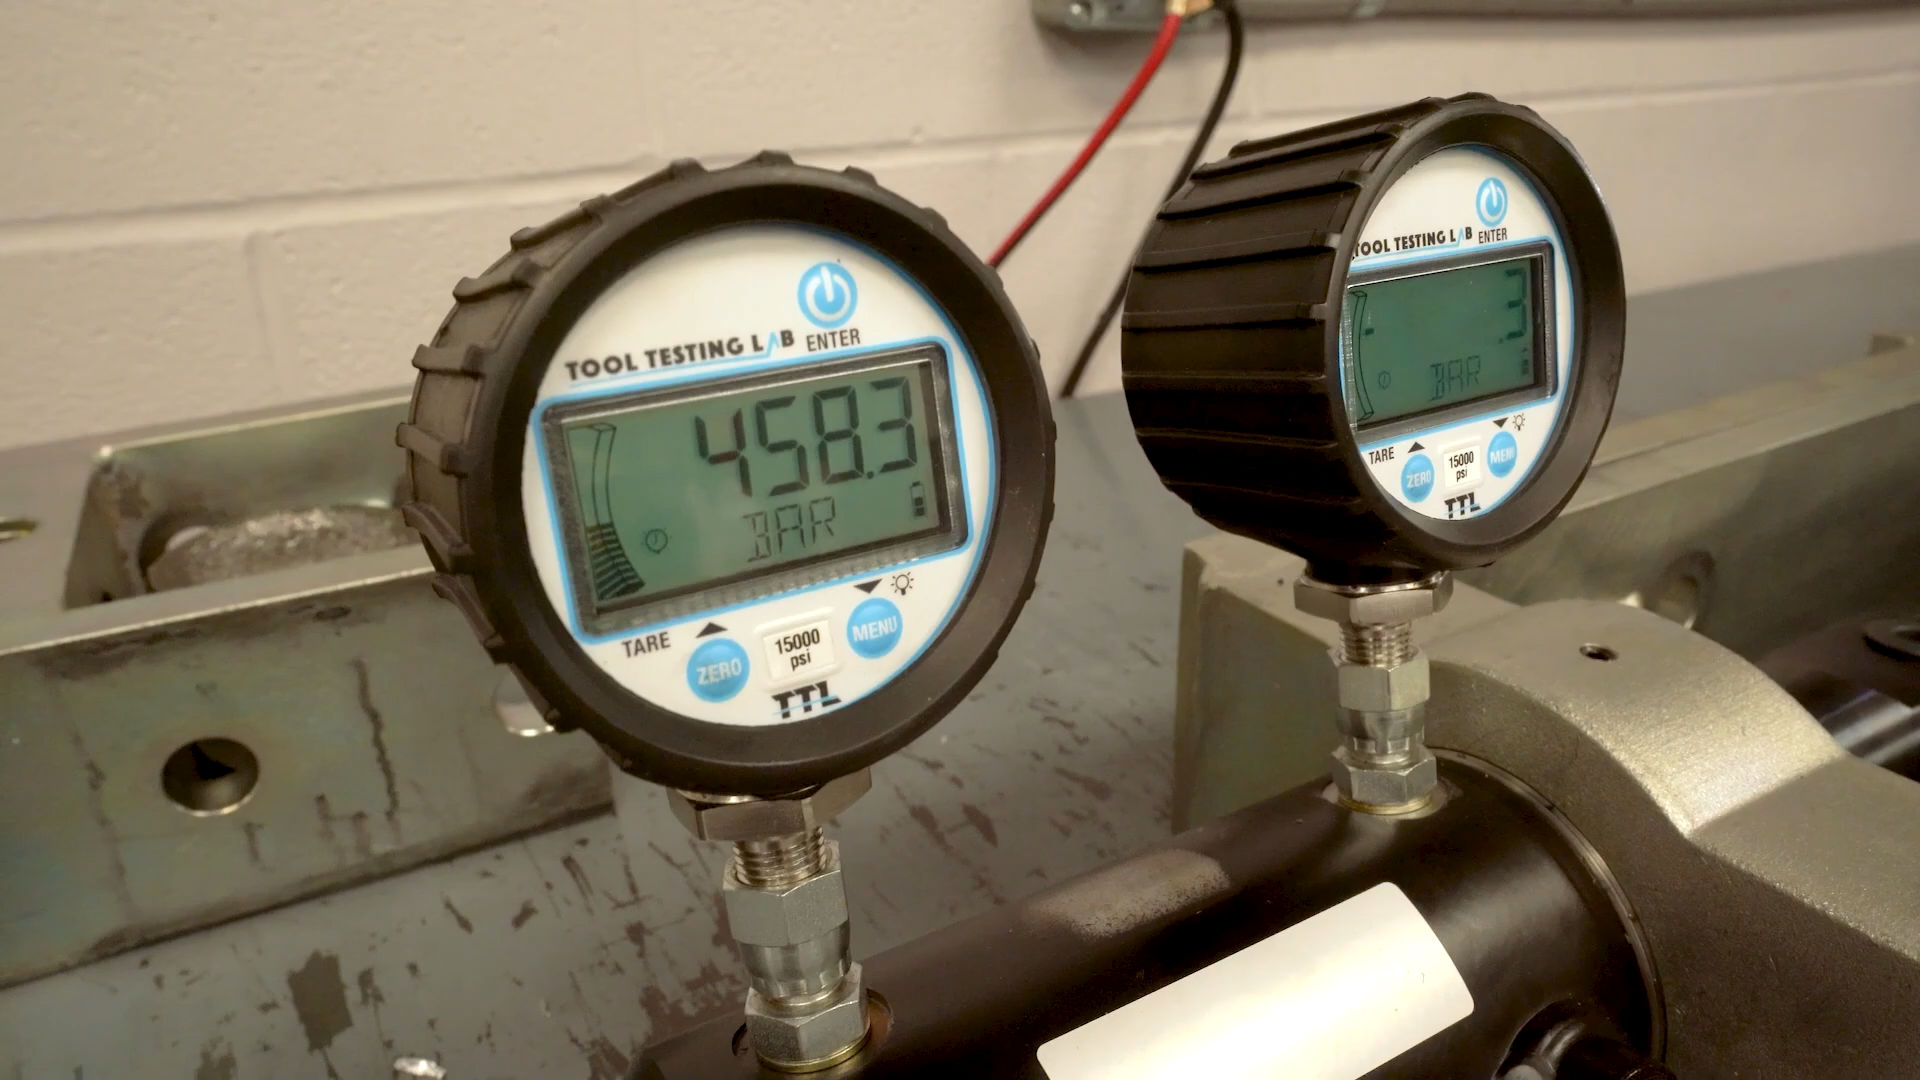 TOOL TESTING LAB
ENTER
458.3
BAR
TARE
ZERO
15000
psi
MENU
TTL
TOOL TESTING LAB
ENTER
- .3
BAR
TARE
ZERO
15000
psi
MENU
TTL